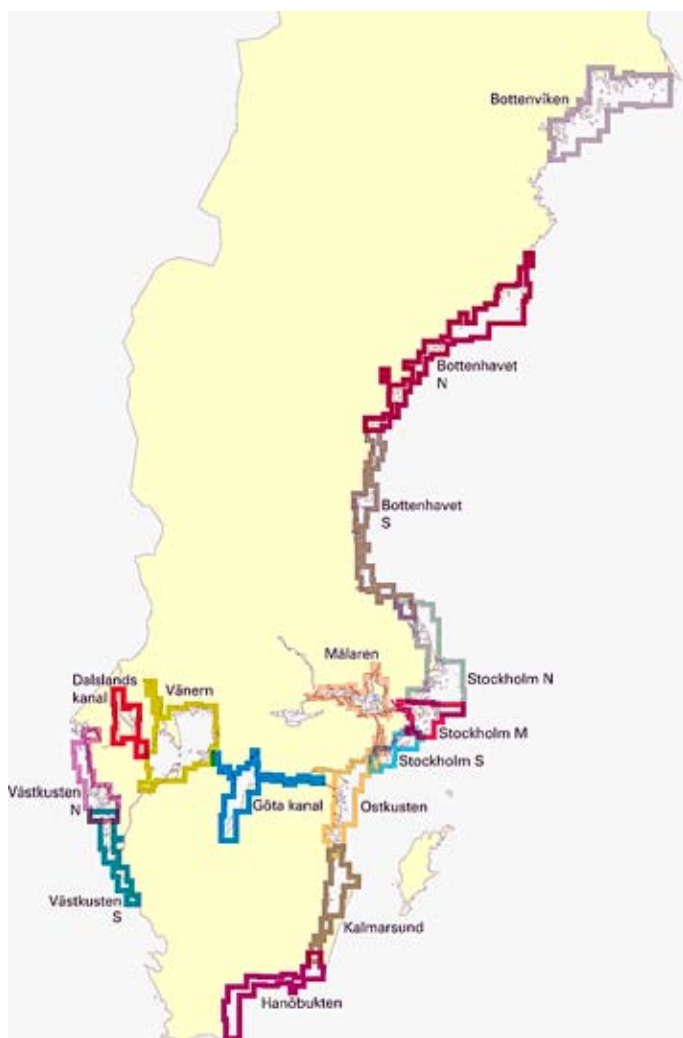 Bottenviken
Bottenhavet
N
Bottenhavet
S
Mälaren
Dalslands
kanal
Vänern
Stockholm N
Stockholm M
Stockholm S
Västkusten
N
Göta kanal
Ostkusten
Västkusten
S
Kalmarsund
Hanöbukten